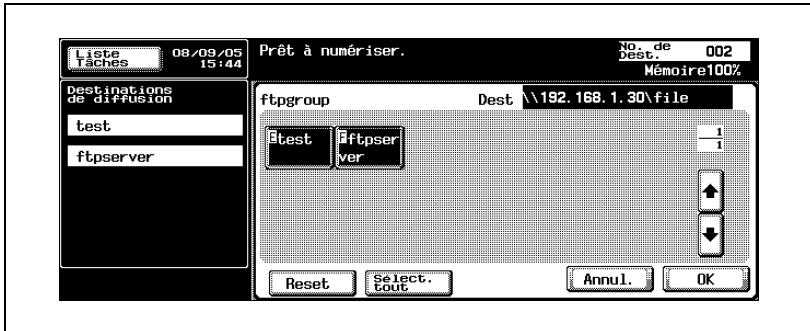 Liste
Tâches
08/09/05
15:44
Prêt à numériser.
No. de
Dest.
002
Mémoire100%
Destinations
de diffusion
test
ftpserver
ftpgroup
Dest \\192.168.1.30\file
test
ftpser
ver
1
1
Reset
Sélect.
tout
Annul.
OK